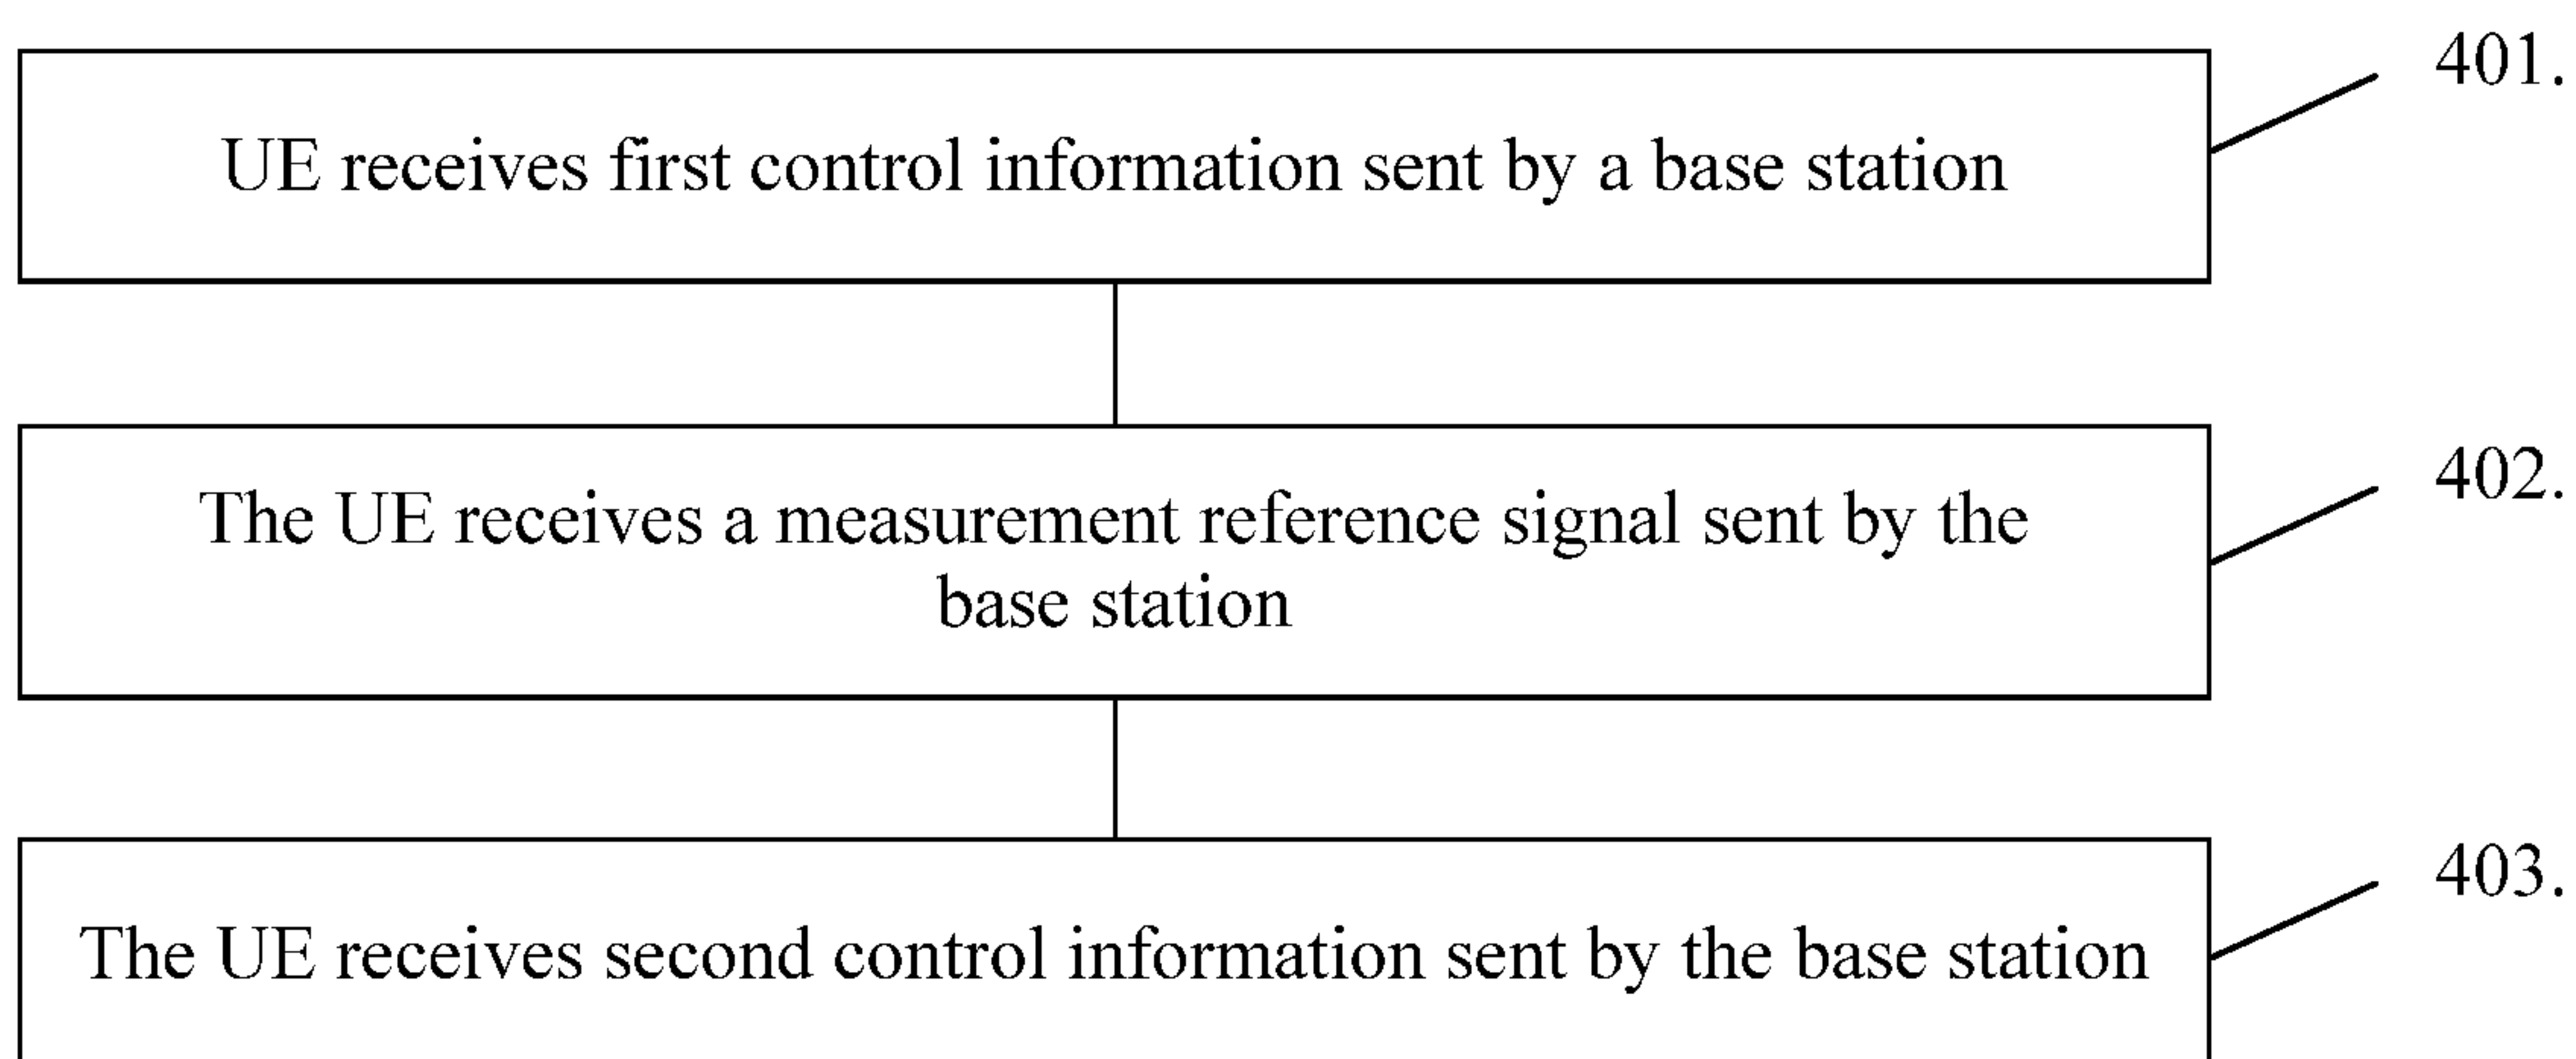 401.
UE receives first control information sent by a base station
402.
The UE receives a measurement reference signal sent by the
base station
403.
The UE receives second control information sent by the base station